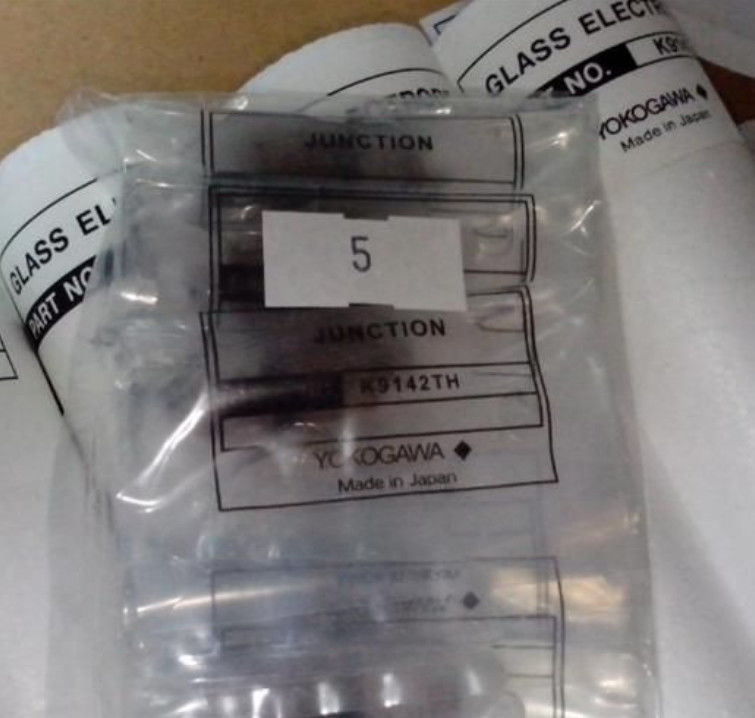 GLASS ELECT
NO.
YOKOGAWA
Made in Japan
GLASS EL
PART NO
JUNCTION
5
JUNCTION
K9142TH
YOKOGAWA
Made in Japan